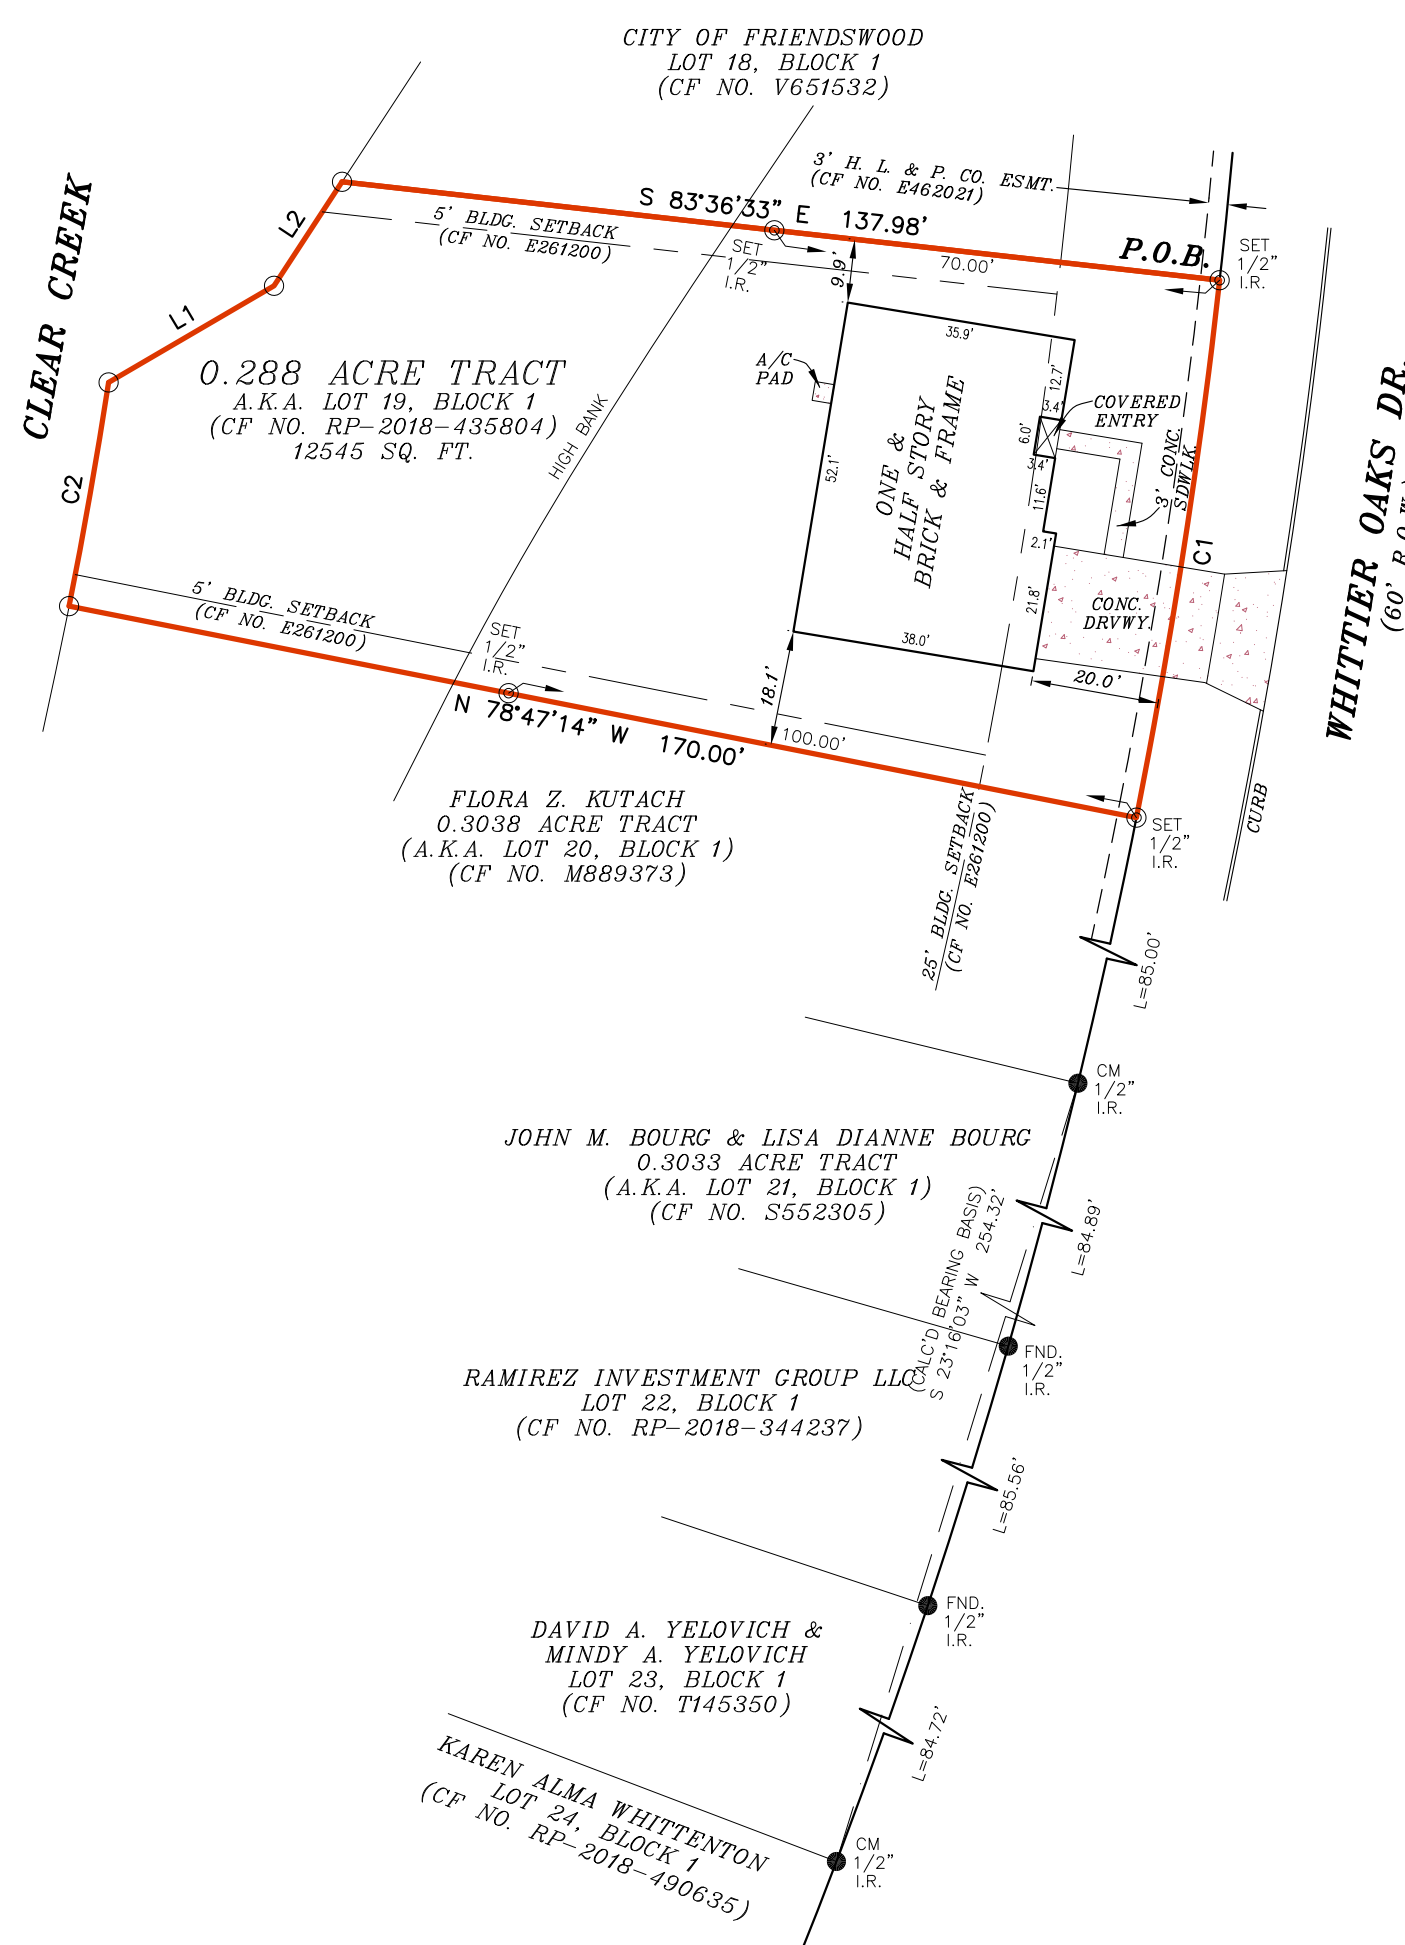 CITY OF FRIENDSWOOD
LOT 18, BLOCK 1
(CF NO. V651532)
3' H. L. & P. CO. ESMT.
(CF NO. E462021)
S 83°36'33" E 137.98'
5' BLDG. SETBACK
(CF NO. E261200)
SET
1/2"
I.R.
9.9'
70.00'
P.O.B.
SET
1/2"
I.R.
CLEAR CREEK
L2
L1
C2
0.288 ACRE TRACT
A.K.A. LOT 19, BLOCK 1
(CF NO. RP-2018-435804)
12545 SQ. FT.
HIGH BANK
A/C
PAD
35.9'
12.7'
3.4'
6.0'
3.4'
11.6'
2.1'
21.8'
52.1'
38.0'
ONE &
HALF STORY
BRICK & FRAME
COVERED
ENTRY
3' CONC.
SDWLK.
CONC.
DRVWY.
C1
20.0'
18.1'
WHITTIER OAKS DR.
(60' R.O.W.)
5' BLDG. SETBACK
(CF NO. E261200)
SET
1/2"
I.R.
N 78°47'14" W 170.00'
100.00'
CURB
SET
1/2"
I.R.
FLORA Z. KUTACH
0.3038 ACRE TRACT
(A.K.A. LOT 20, BLOCK 1)
(CF NO. M889373)
25' BLDG. SETBACK
(CF NO. E261200)
L=85.00'
CM
1/2"
I.R.
JOHN M. BOURG & LISA DIANNE BOURG
0.3033 ACRE TRACT
(A.K.A. LOT 21, BLOCK 1)
(CF NO. S552305)
(CALC'D BEARING BASIS)
S 23°16'03" W 254.32'
L=84.89'
FND.
1/2"
I.R.
RAMIREZ INVESTMENT GROUP LLC
LOT 22, BLOCK 1
(CF NO. RP-2018-344237)
L=85.56'
FND.
1/2"
I.R.
DAVID A. YELOVICH &
MINDY A. YELOVICH
LOT 23, BLOCK 1
(CF NO. T145350)
L=84.72'
KAREN ALMA WHITTENTON
LOT 24, BLOCK 1
(CF NO. RP-2018-490635)
CM
1/2"
I.R.